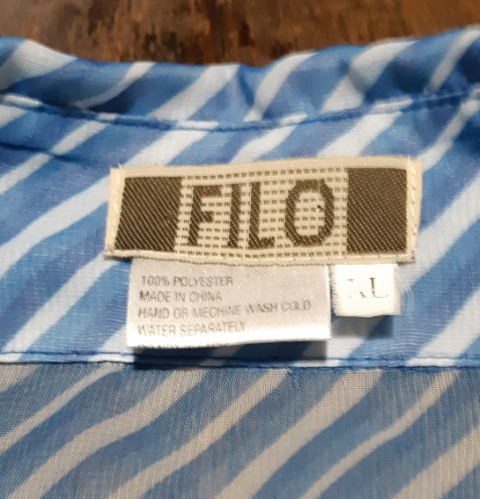 FILO
100% POLYESTER
MADE IN CHINA
HAND OR MECHINE WASH COLD
WATER SEPARATELY
XL